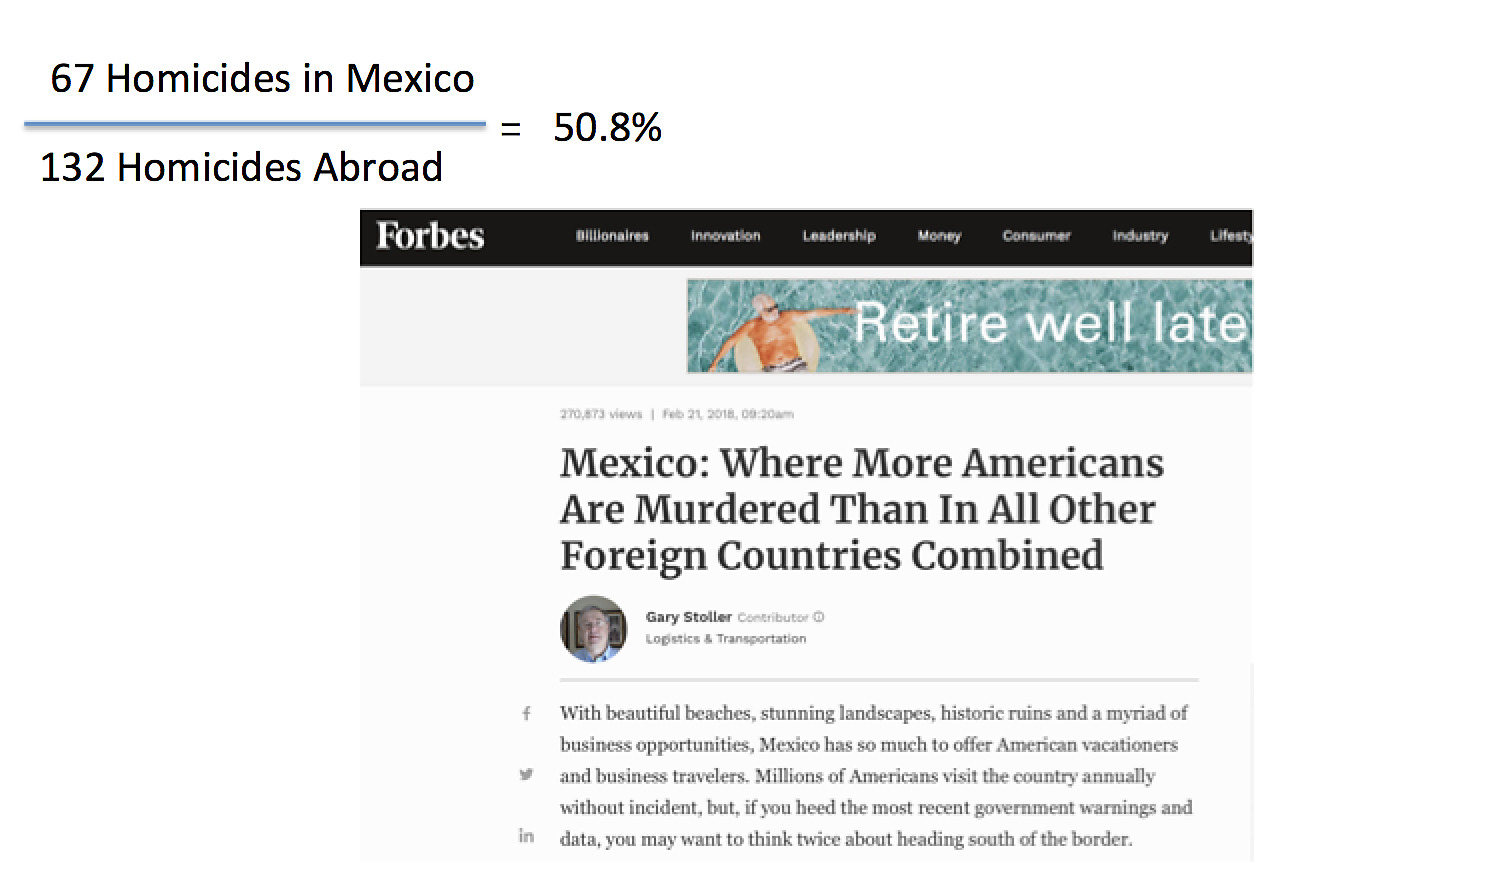 67 Homicides in Mexico
= 50.8%
132 Homicides Abroad
Forbes Billionaires Innovation Leadership Money Consumer Industry Lifesty
Retire well late
270,873 views | Feb 21, 2018, 09:20am
Mexico: Where More Americans
Are Murdered Than In All Other
Foreign Countries Combined
Gary Stoller Contributor
Logistics & Transportation
With beautiful beaches, stunning landscapes, historic ruins and a myriad of
business opportunities, Mexico has so much to offer American vacationers
and business travelers. Millions of Americans visit the country annually
without incident, but, if you heed the most recent government warnings and
data, you may want to think twice about heading south of the border.